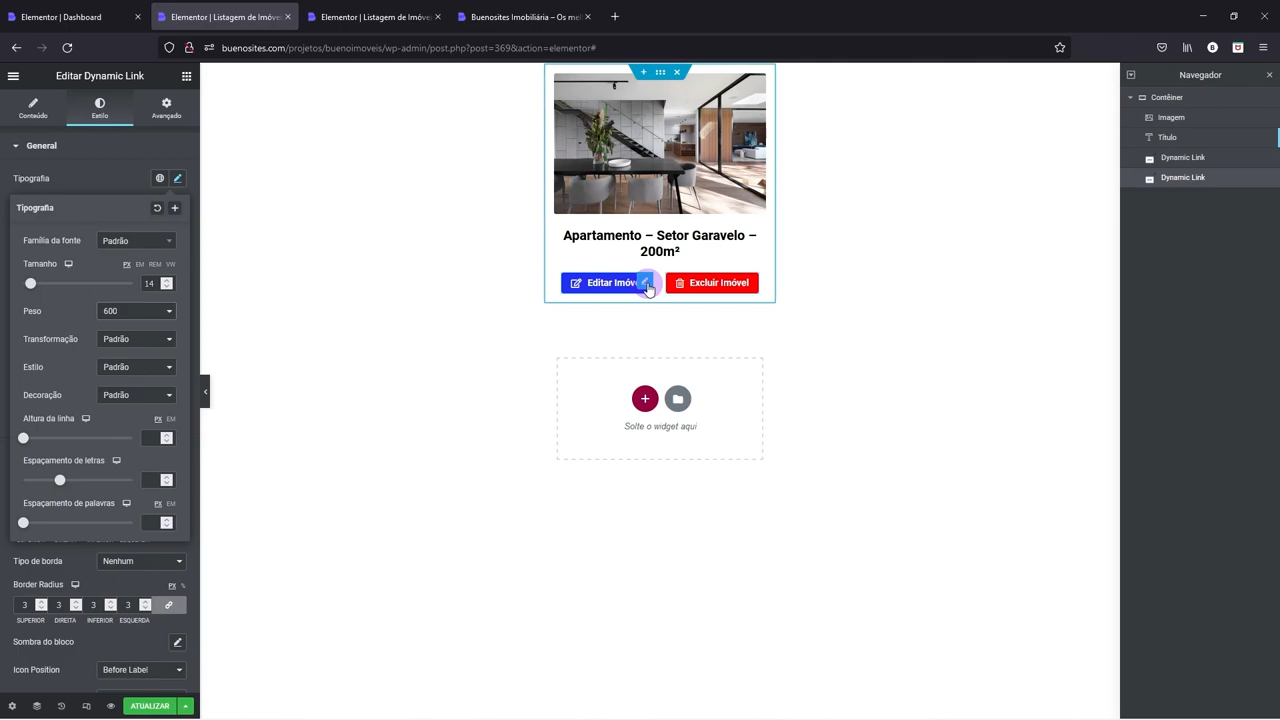 Elementor | Dashboard
Elementor | Listagem de Imóve
Elementor | Listagem de Imóve
Buenosites Imobiliária – Os me
buenosites.com/projetos/buenoimoveis/wp-admin/post.php?post=369&action=elementor#
Editar Dynamic Link
Navegador
Conteúdo
Estilo
Avançado
Contêiner
Imagem
Título
Dynamic Link
Dynamic Link
General
Tipografia
Tipografia
Família da fonte
Padrão
Tamanho
PX EM REM VW
14
Peso
600
Transformação
Padrão
Estilo
Padrão
Decoração
Padrão
Altura da linha
PX EM
Espaçamento de letras
Espaçamento de palavras
PX EM
Tipo de borda
Nenhum
Border Radius
PX %
3 3 3 3
SUPERIOR DIREITA INFERIOR ESQUERDA
Sombra do bloco
Icon Position
Before Label
ATUALIZAR
Apartamento – Setor Garavelo –
200m²
Editar Imóve
Excluir Imóvel
Solte o widget aqui